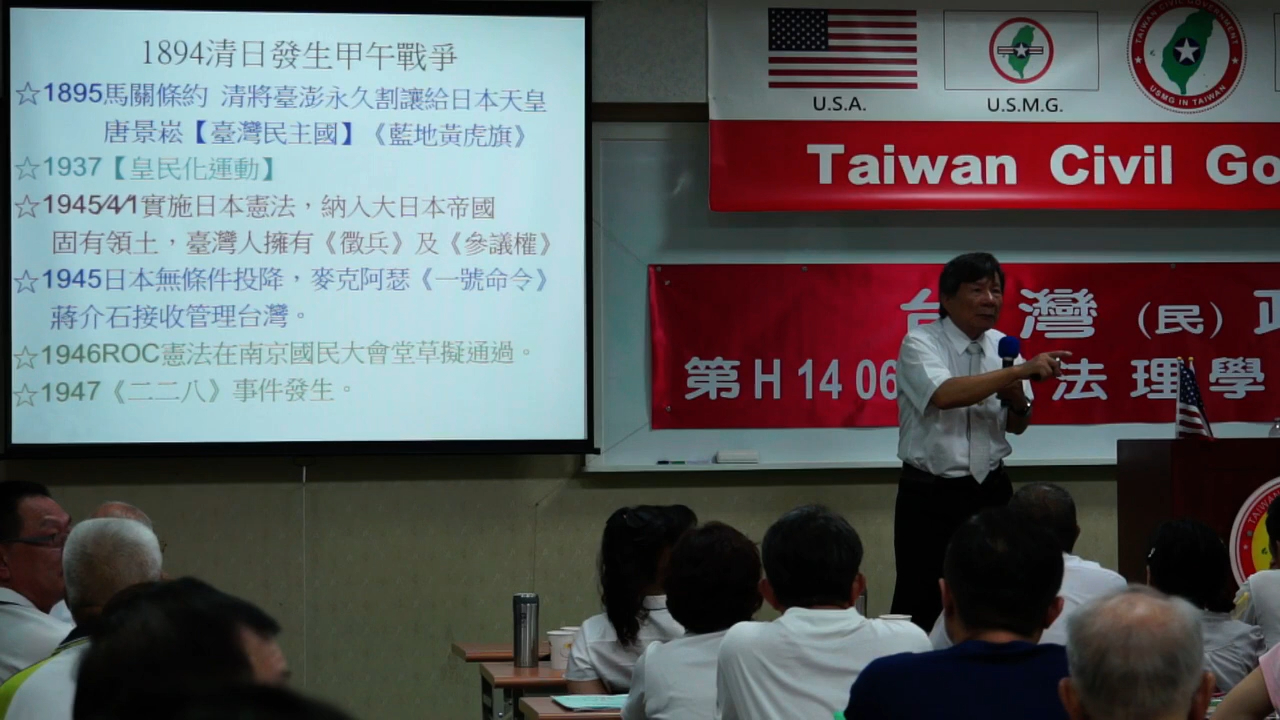 1894清日發生甲午戰爭
☆1895馬關條約 清將臺澎永久割讓給日本天皇
唐景崧【臺灣民主國】《藍地黃虎旗》
☆1937【皇民化運動】
☆1945/4/1實施日本憲法，納入大日本帝國
固有領土，臺灣人擁有《徵兵》及《參議權》
☆1945日本無條件投降，麥克阿瑟《一號命令》
蔣介石接收管理台灣。
☆1946ROC憲法在南京國民大會堂草擬通過。
☆1947《二二八》事件發生。
U.S.A.
U.S.M.G.
TAIWAN CIVIL GOVERNMENT
USMG IN TAIWAN
Taiwan Civil Go
台灣（民）政
第H 14 06
法理學